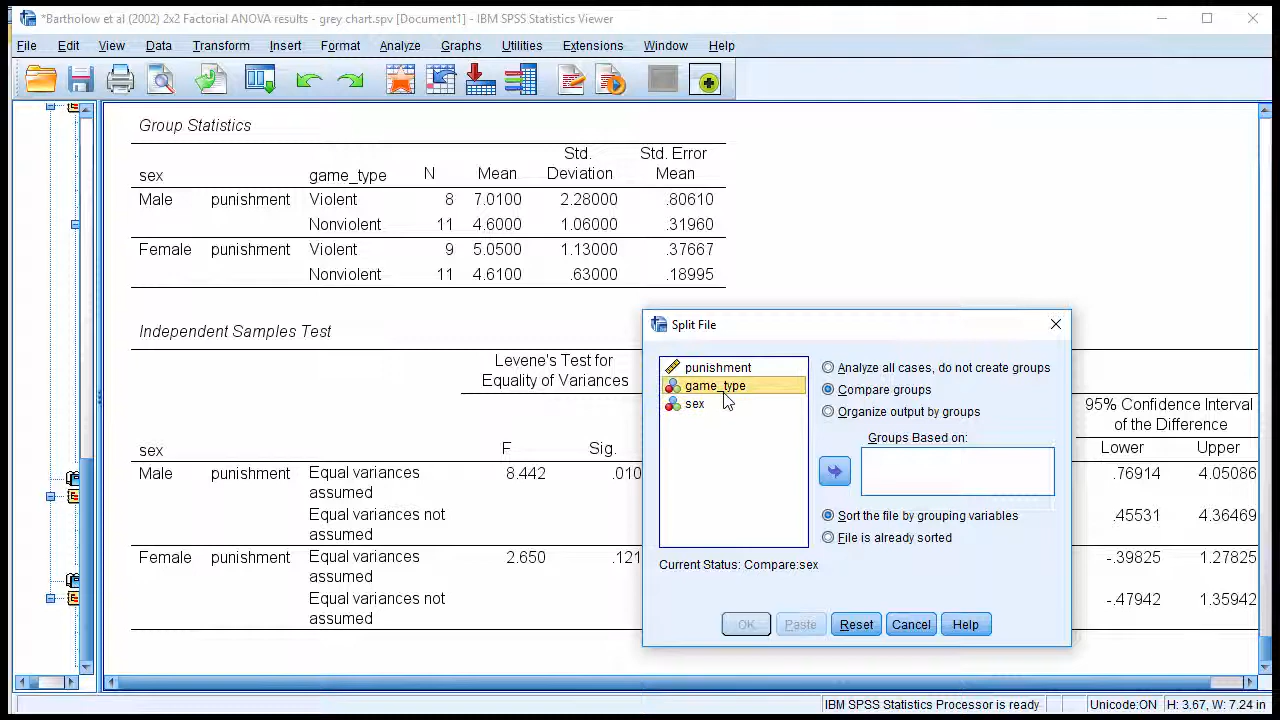 *Bartholow et al (2002) 2x2 Factorial ANOVA results - grey chart.spv [Document1] - IBM SPSS Statistics Viewer
File Edit View Data Transform Insert Format Analyze Graphs Utilities Extensions Window Help
Group Statistics
Std. Std. Error
sex game_type N Mean Deviation Mean
Male punishment Violent 8 7.0100 2.28000 .80610
Nonviolent 11 4.6000 1.06000 .31960
Female punishment Violent 9 5.0500 1.13000 .37667
Nonviolent 11 4.6100 .63000 .18995
Independent Samples Test
Levene's Test for
Equality of Variances
95% Confidence Interval
of the Difference
sex F Sig. Lower Upper
Male punishment Equal variances 8.442 .010 .76914 4.05086
assumed
Equal variances not .45531 4.36469
assumed
Female punishment Equal variances 2.650 .121 -.39825 1.27825
assumed
Equal variances not -.47942 1.35942
assumed
Split File
punishment
game_type
sex
Analyze all cases, do not create groups
Compare groups
Organize output by groups
Groups Based on:
Sort the file by grouping variables
File is already sorted
Current Status: Compare:sex
OK Paste Reset Cancel Help
IBM SPSS Statistics Processor is ready Unicode:ON H: 3.67, W: 7.24 in